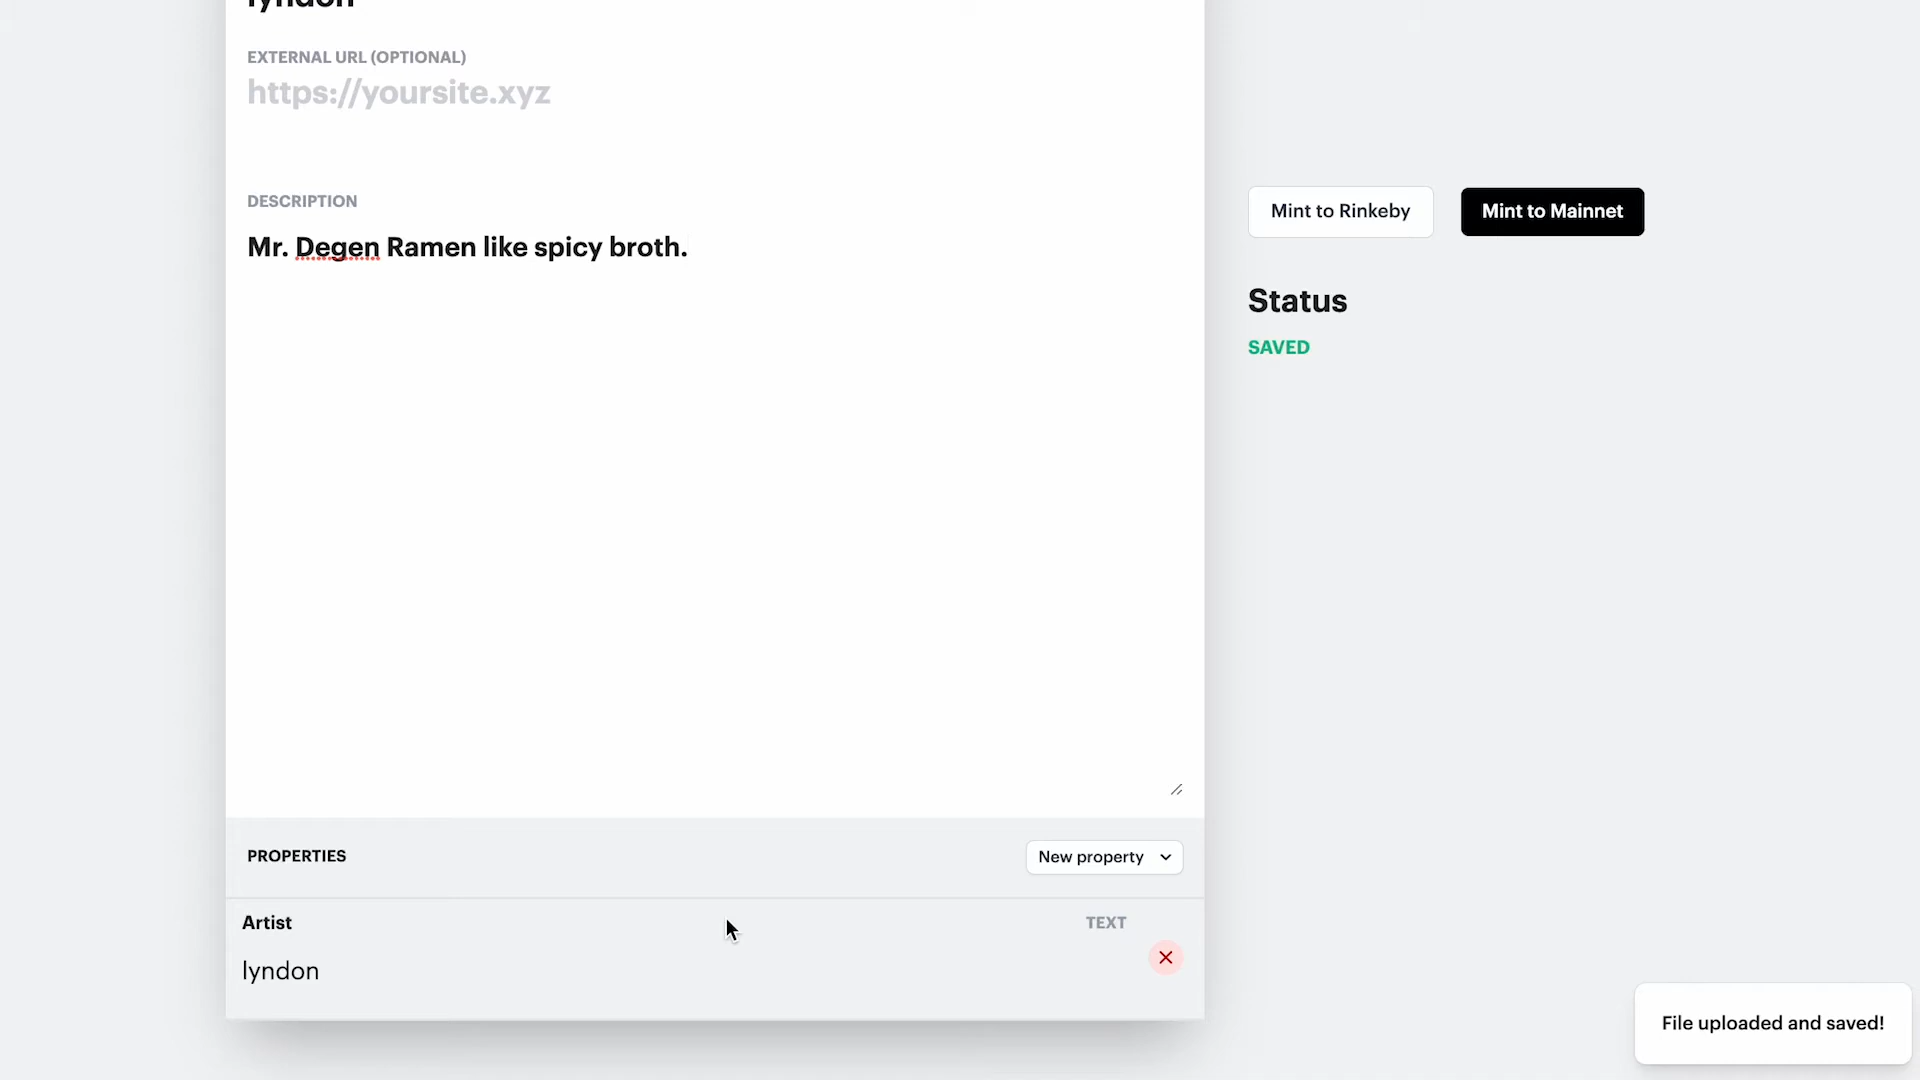 lyndon
EXTERNAL URL (OPTIONAL)
https://yoursite.xyz
DESCRIPTION
Mr. Degen Ramen like spicy broth.
Mint to Rinkeby
Mint to Mainnet
Status
SAVED
PROPERTIES
New property
Artist
TEXT
lyndon
File uploaded and saved!